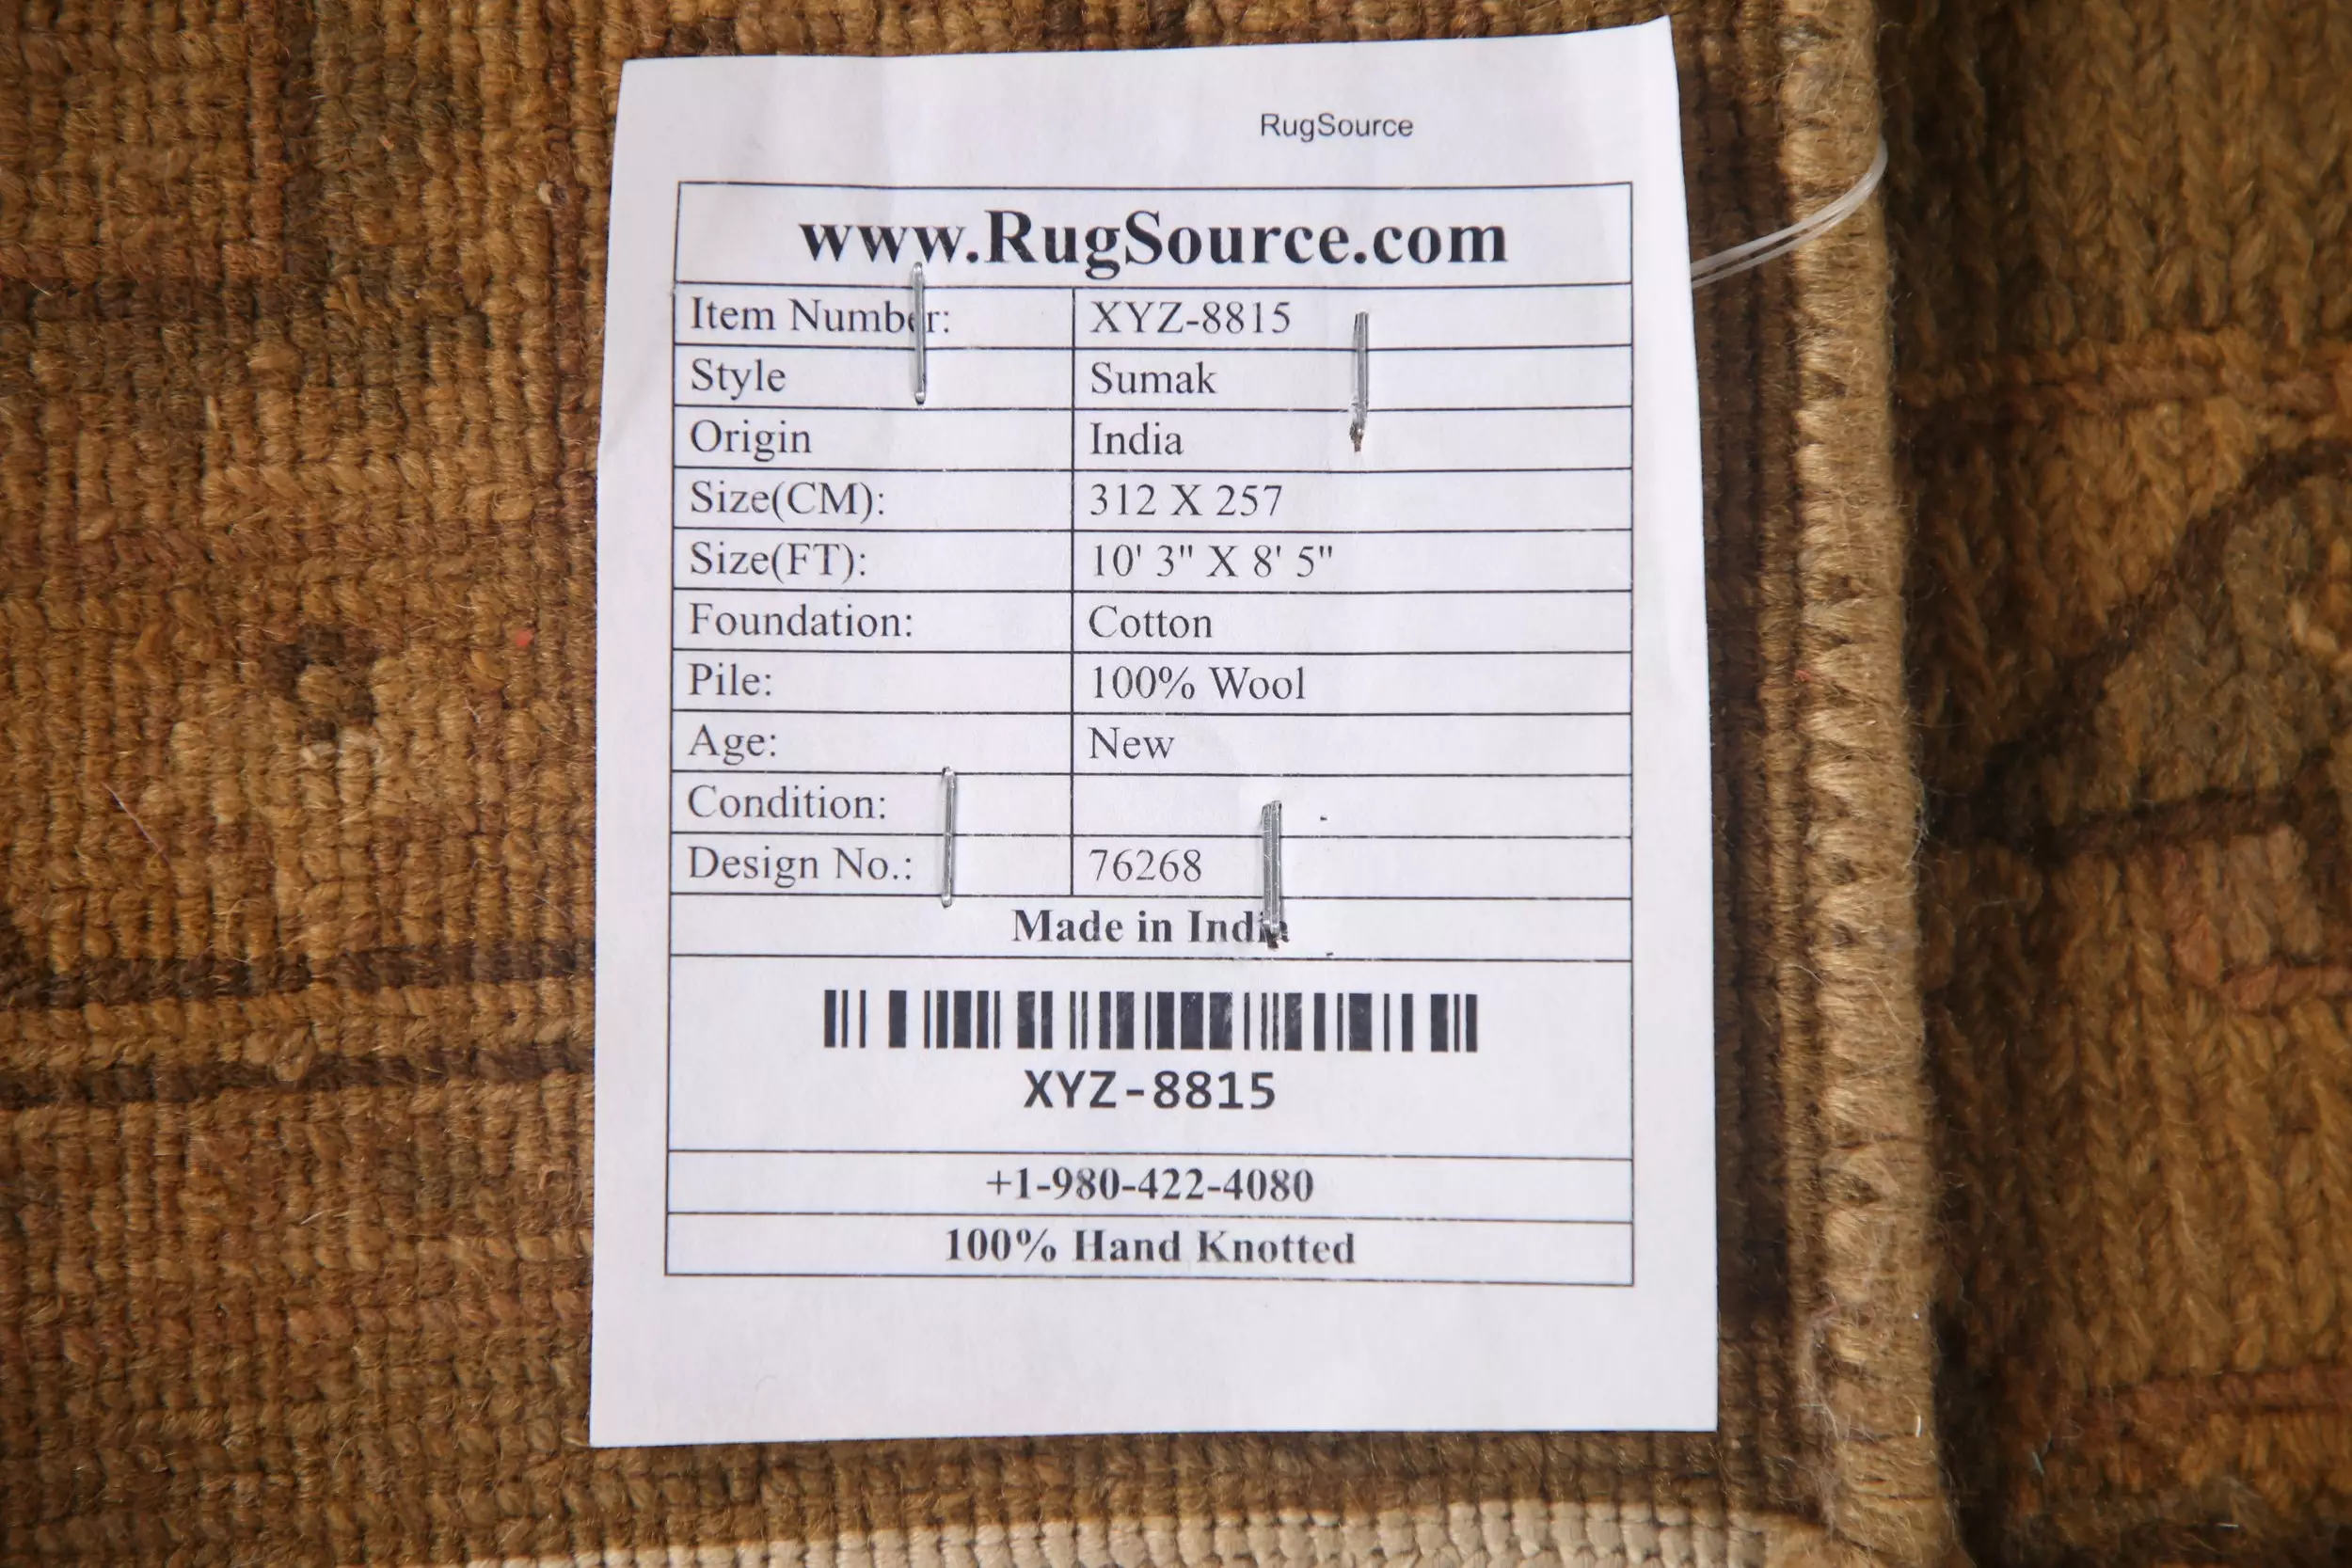 RugSource
www.RugSource.com
Item Number: XYZ-8815
Style Sumak
Origin India
Size(CM): 312 X 257
Size(FT): 10' 3" X 8' 5"
Foundation: Cotton
Pile: 100% Wool
Age: New
Condition:
Design No.: 76268
Made in India
XYZ-8815
+1-980-422-4080
100% Hand Knotted